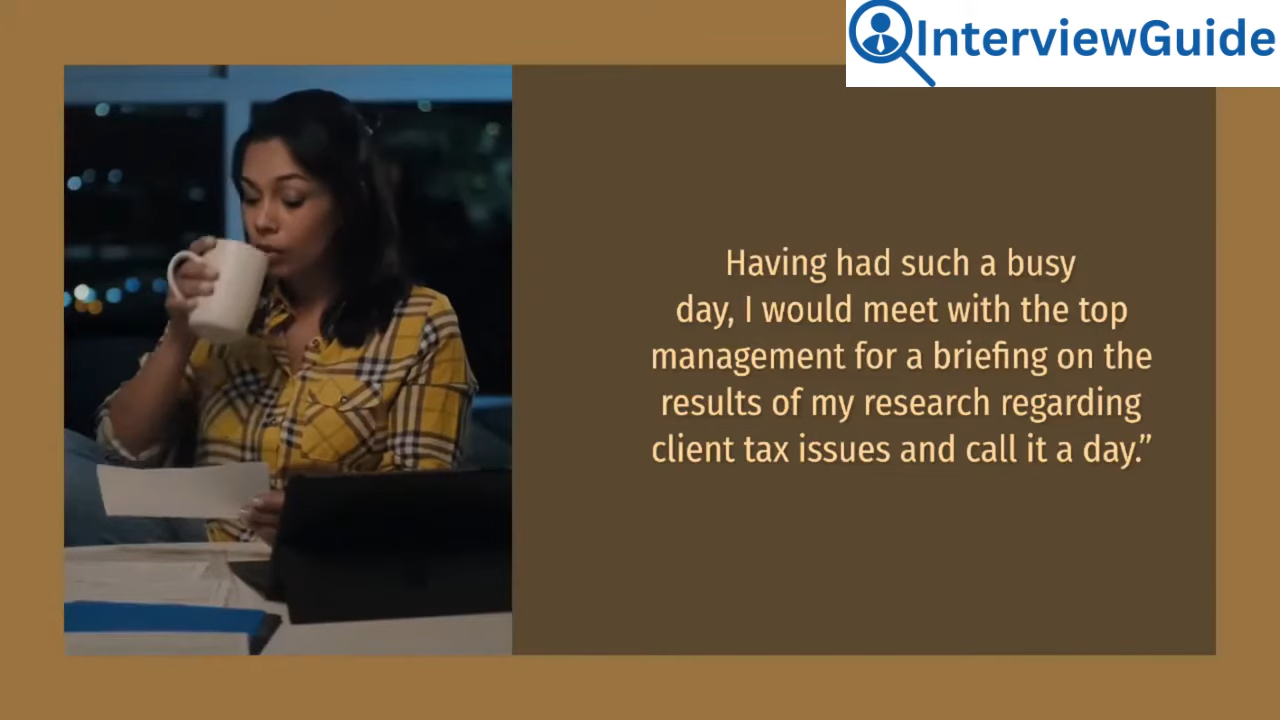 InterviewGuide
Having had such a busy
day, I would meet with the top
management for a briefing on the
results of my research regarding
client tax issues and call it a day.”